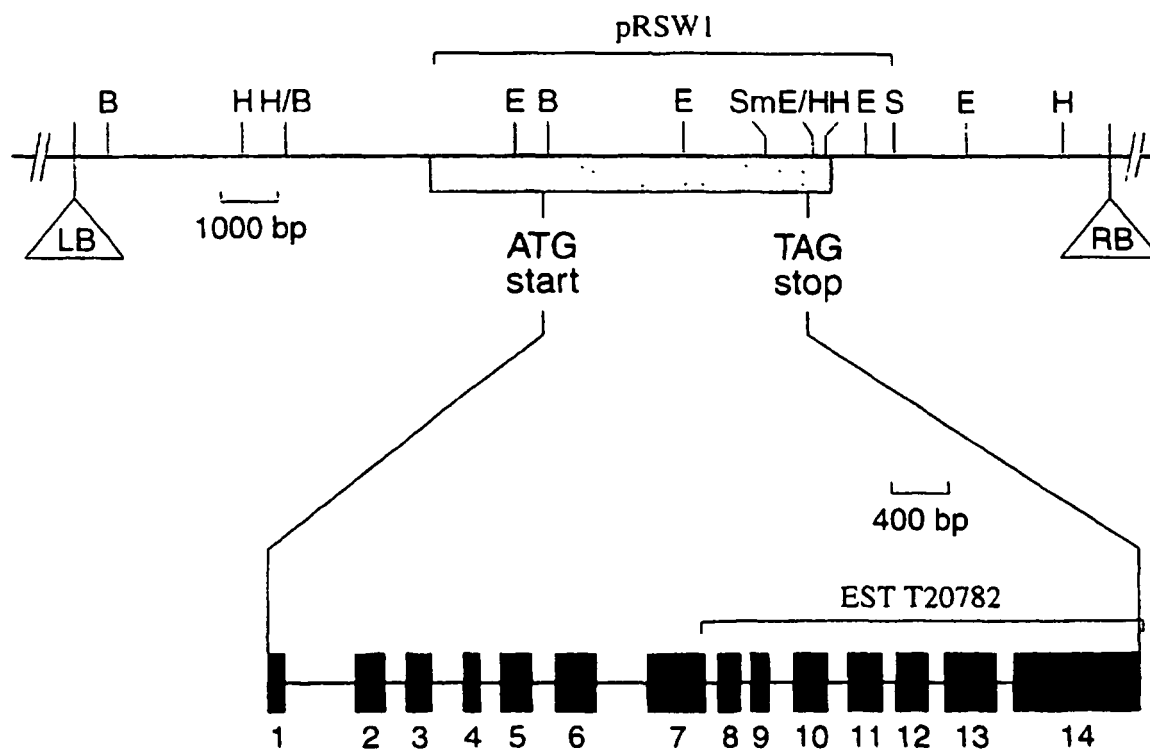 pRSW1
B H H/B E B E Sm E/H H E S E H
1000 bp
LB
RB
ATG
start
TAG
stop
400 bp
EST T20782
1 2 3 4 5 6 7 8 9 10 11 12 13 14